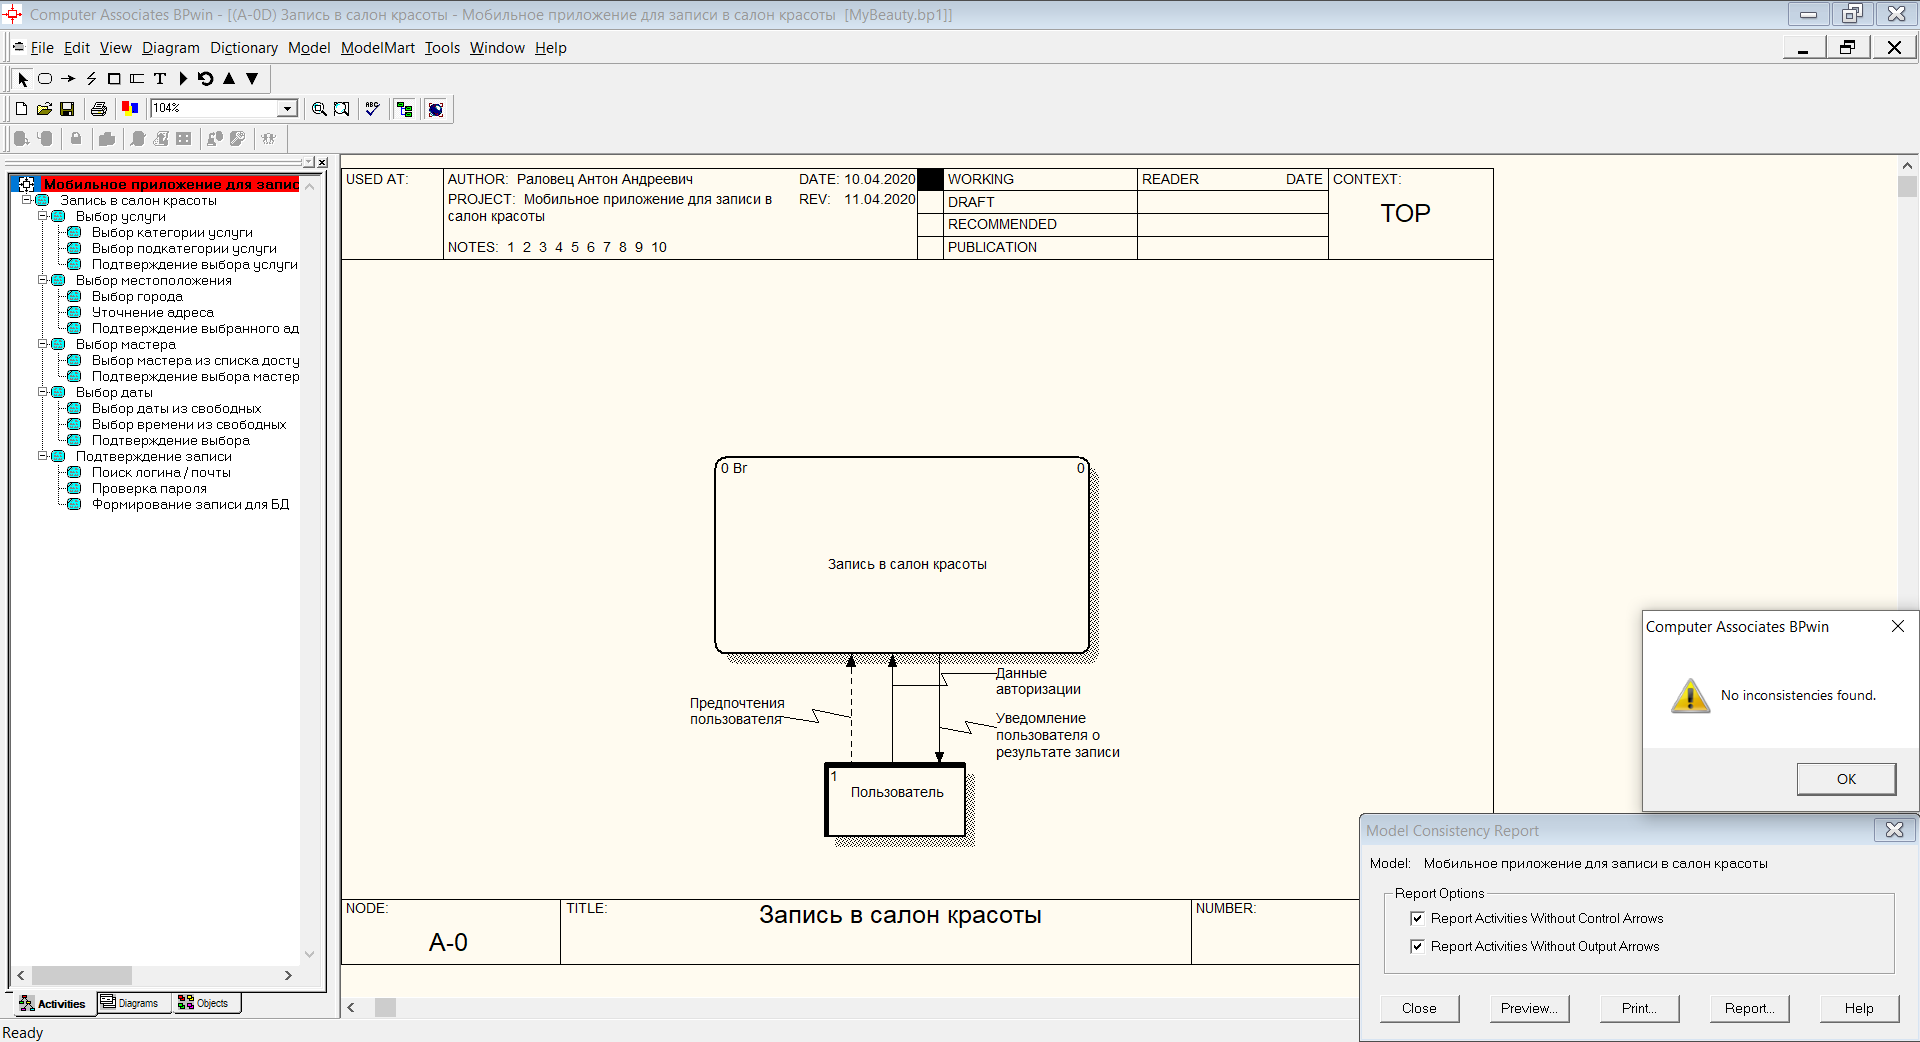 Computer Associates BPwin - [(A-0D) Запись в салон красоты - Мобильное приложение для записи в салон красоты  [MyBeauty.bp1]]
File Edit View Diagram Dictionary Model ModelMart Tools Window Help
T
104%
ABC
Мобильное приложение для запис
Запись в салон красоты
Выбор услуги
Выбор категории услуги
Выбор подкатегории услуги
Подтверждение выбора услуги
Выбор местоположения
Выбор города
Уточнение адреса
Подтверждение выбранного ад
Выбор мастера
Выбор мастера из списка досту
Подтверждение выбора мастер
Выбор даты
Выбор даты из свободных
Выбор времени из свободных
Подтверждение выбора
Подтверждение записи
Поиск логина / почты
Проверка пароля
Формирование записи для БД
Activities Diagrams Objects
Ready
USED AT:
AUTHOR: Раловец Антон Андреевич
DATE: 10.04.2020
PROJECT: Мобильное приложение для записи в
салон красоты
REV: 11.04.2020
NOTES: 1 2 3 4 5 6 7 8 9 10
WORKING
DRAFT
RECOMMENDED
PUBLICATION
READER DATE
CONTEXT:
TOP
0 Br 0
Запись в салон красоты
Данные
авторизации
Предпочтения
пользователя
Уведомление
пользователя о
результате записи
1
Пользователь
NODE:
A-0
TITLE:
Запись в салон красоты
NUMBER:
Computer Associates BPwin
No inconsistencies found.
OK
Model Consistency Report
Model: Мобильное приложение для записи в салон красоты
Report Options
Report Activities Without Control Arrows
Report Activities Without Output Arrows
Close Preview... Print... Report... Help